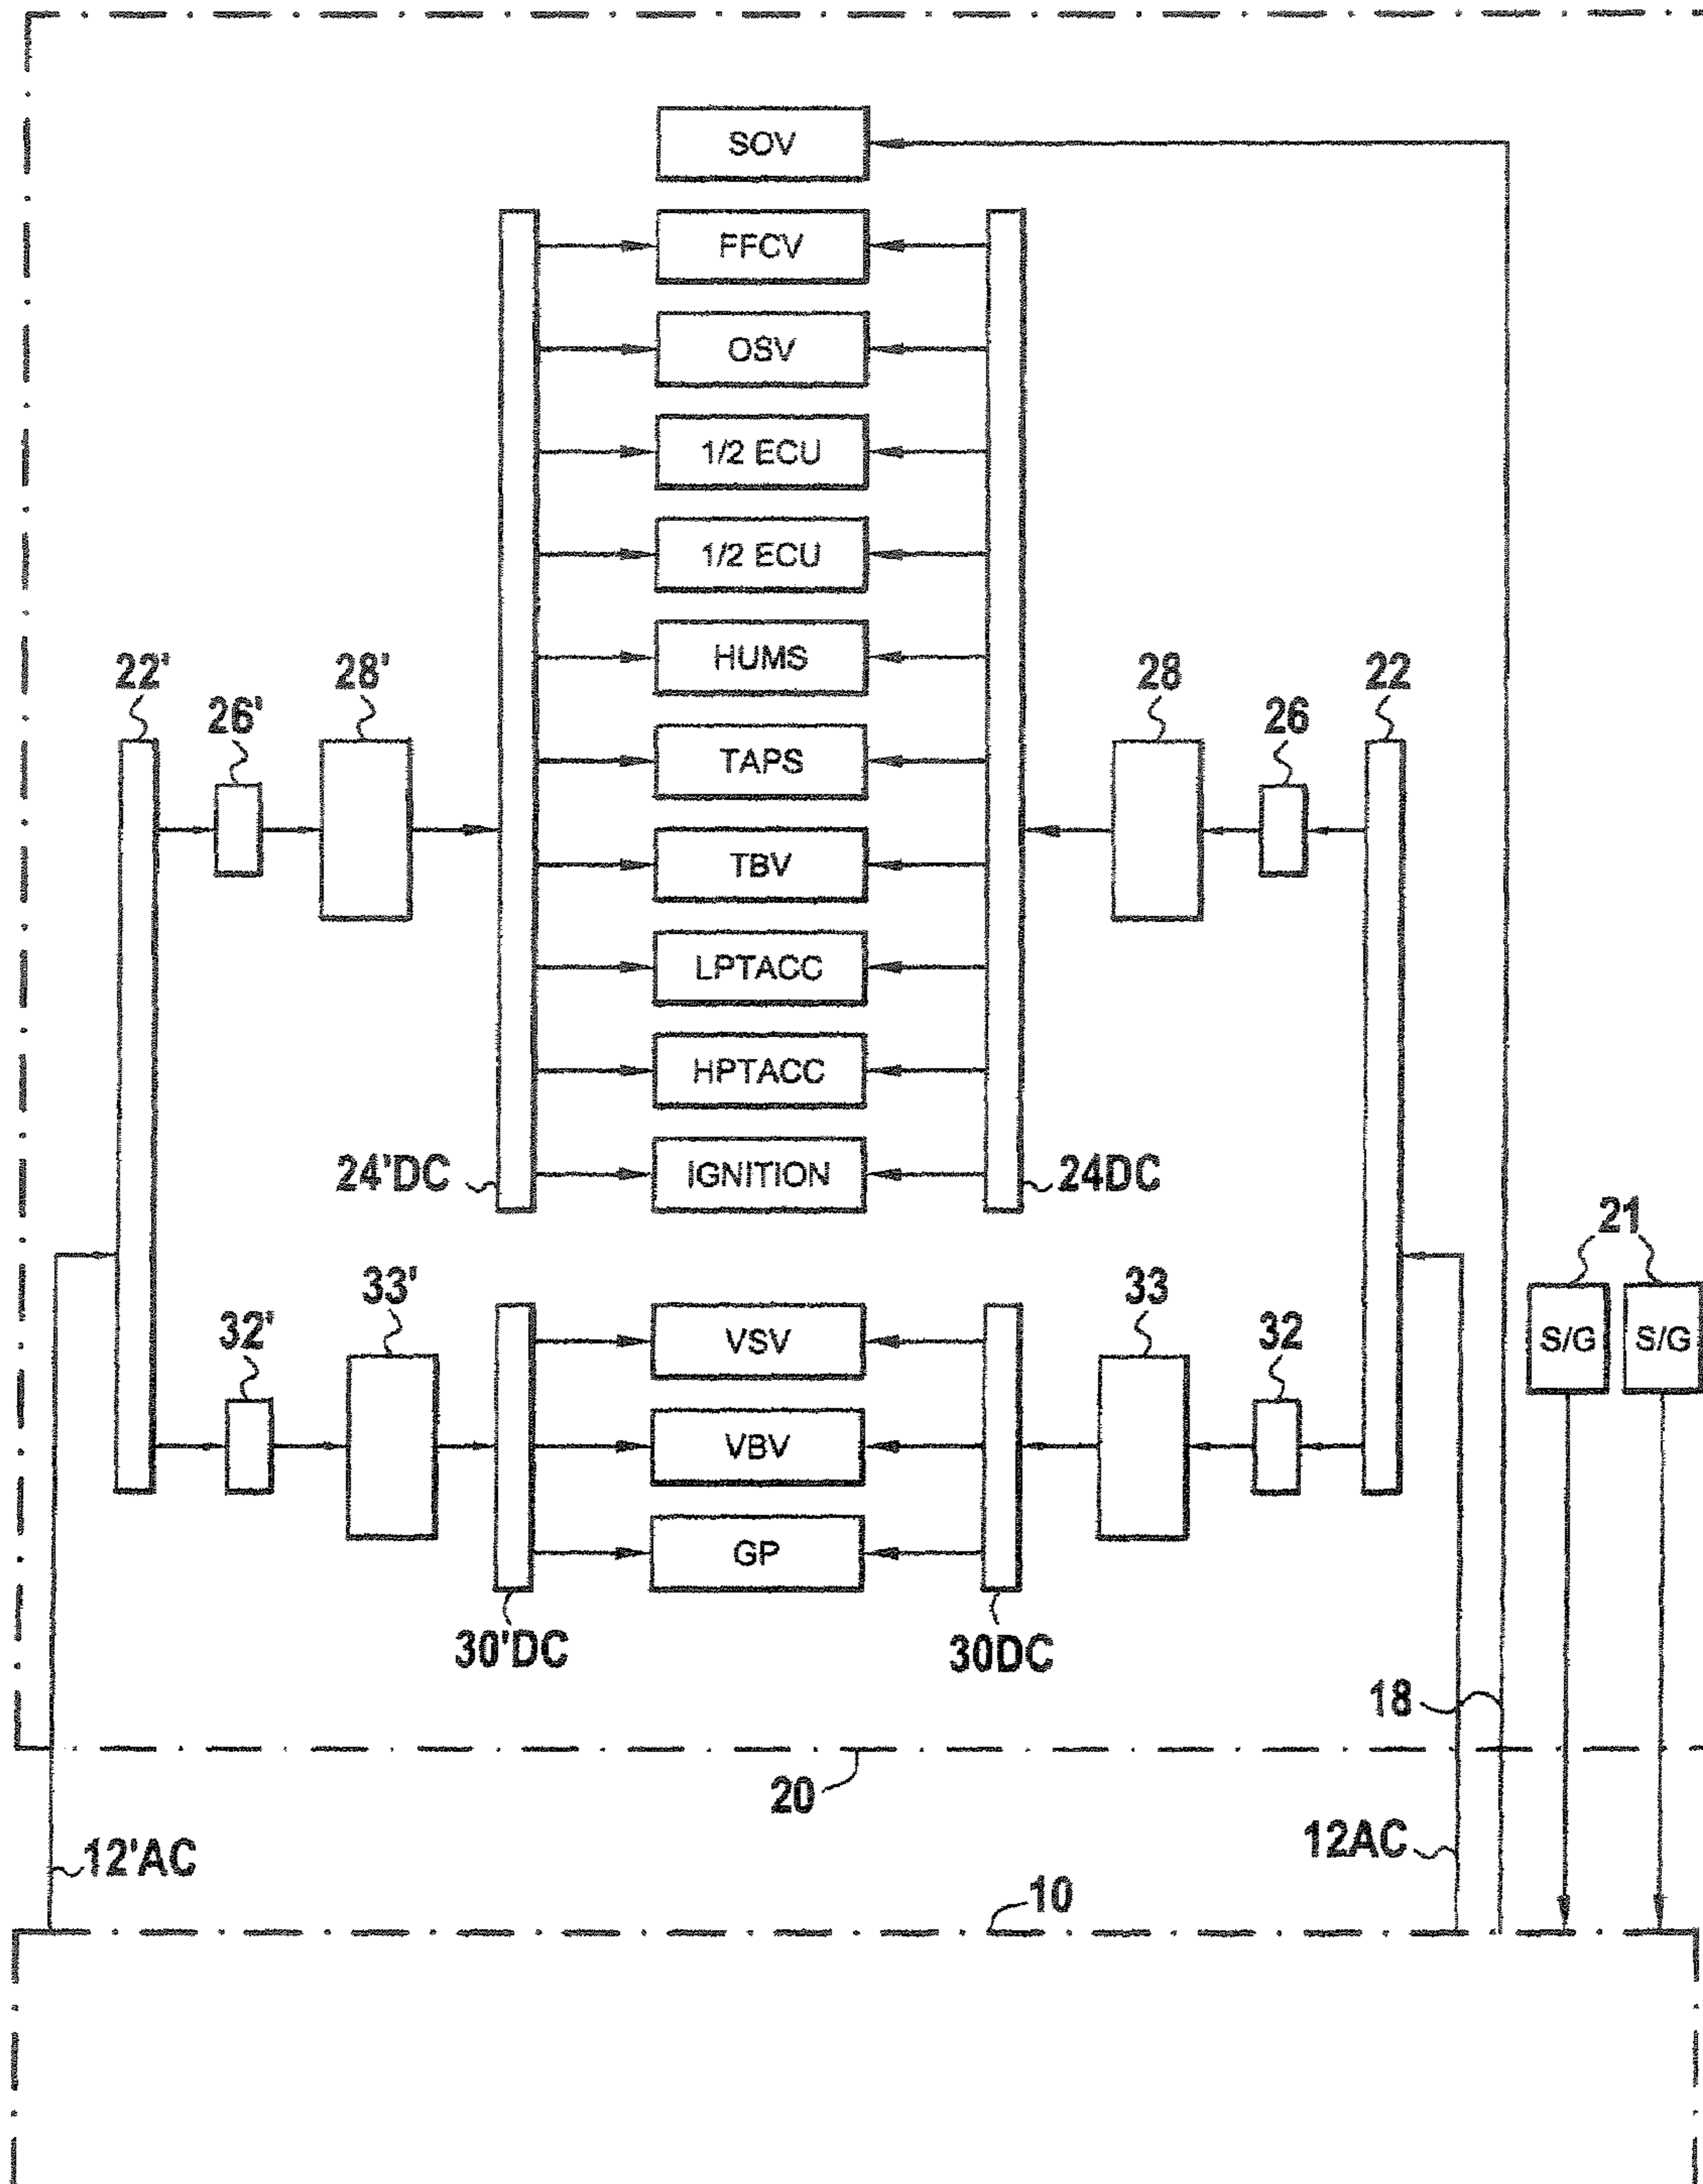 SOV
FFCV
OSV
1/2 ECU
1/2 ECU
HUMS
22'
28'
28
22
26'
26
TAPS
TBV
LPTACC
HPTACC
24'DC
IGNITION
24DC
21
33'
33
32'
VSV
32
S/G
S/G
VBV
GP
30'DC
30DC
18
20
12'AC
12AC
10